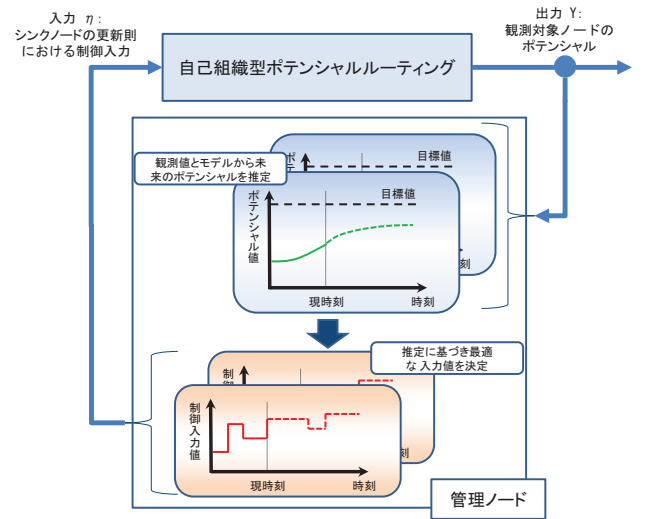 入力 η：
シンクノードの更新則
における制御入力
出力 Y：
観測対象ノードの
ポテンシャル
自己組織型ポテンシャルルーティング
観測値とモデルから未
来のポテンシャルを推定
ポテ
目標値
刻
ポテンシャル値
目標値
現時刻
時刻
推定に基づき最適
な 入力値を決定
制御
刻
制御入力値
現時刻
時刻
管理ノード